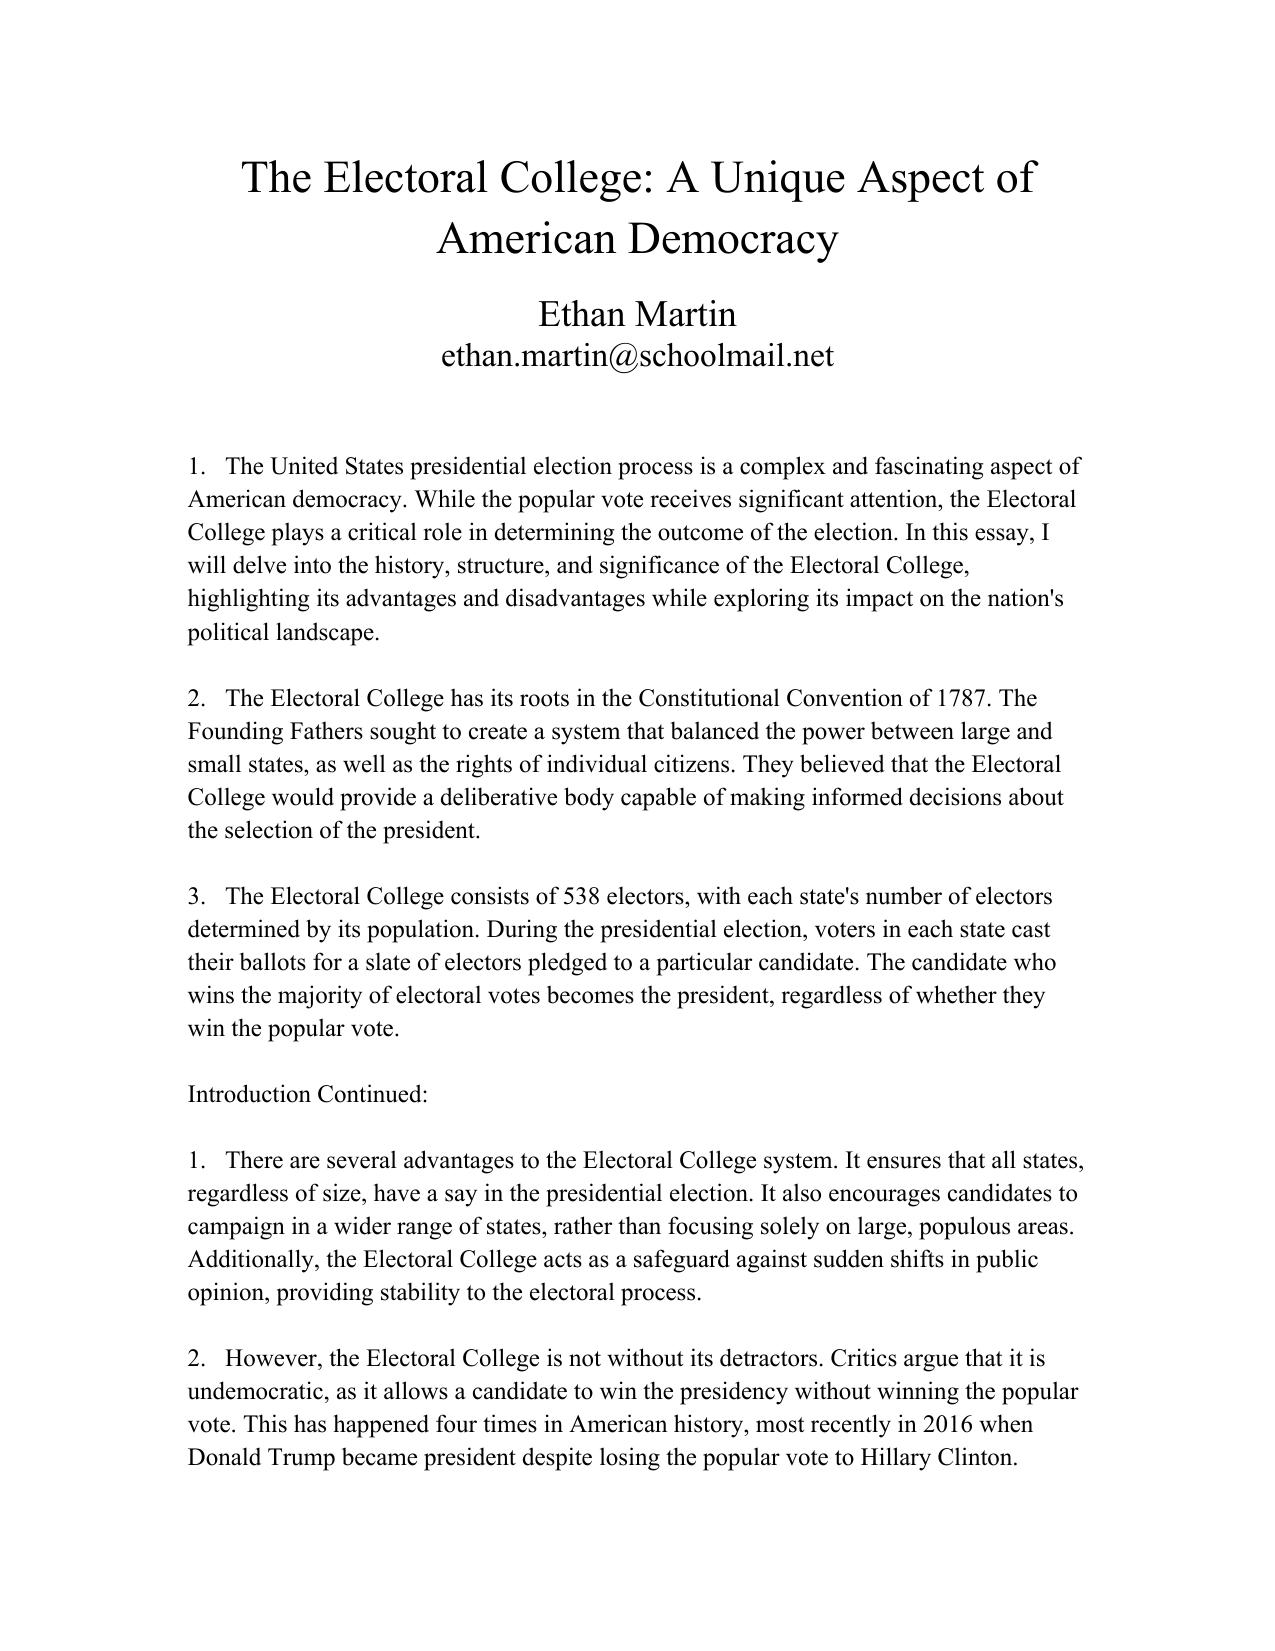 The Electoral College: A Unique Aspect of
American Democracy
Ethan Martin
ethan.martin@schoolmail.net
1. The United States presidential election process is a complex and fascinating aspect of
American democracy. While the popular vote receives significant attention, the Electoral
College plays a critical role in determining the outcome of the election. In this essay, I
will delve into the history, structure, and significance of the Electoral College,
highlighting its advantages and disadvantages while exploring its impact on the nation's
political landscape.
2. The Electoral College has its roots in the Constitutional Convention of 1787. The
Founding Fathers sought to create a system that balanced the power between large and
small states, as well as the rights of individual citizens. They believed that the Electoral
College would provide a deliberative body capable of making informed decisions about
the selection of the president.
3. The Electoral College consists of 538 electors, with each state's number of electors
determined by its population. During the presidential election, voters in each state cast
their ballots for a slate of electors pledged to a particular candidate. The candidate who
wins the majority of electoral votes becomes the president, regardless of whether they
win the popular vote.
Introduction Continued:
1. There are several advantages to the Electoral College system. It ensures that all states,
regardless of size, have a say in the presidential election. It also encourages candidates to
campaign in a wider range of states, rather than focusing solely on large, populous areas.
Additionally, the Electoral College acts as a safeguard against sudden shifts in public
opinion, providing stability to the electoral process.
2. However, the Electoral College is not without its detractors. Critics argue that it is
undemocratic, as it allows a candidate to win the presidency without winning the popular
vote. This has happened four times in American history, most recently in 2016 when
Donald Trump became president despite losing the popular vote to Hillary Clinton.